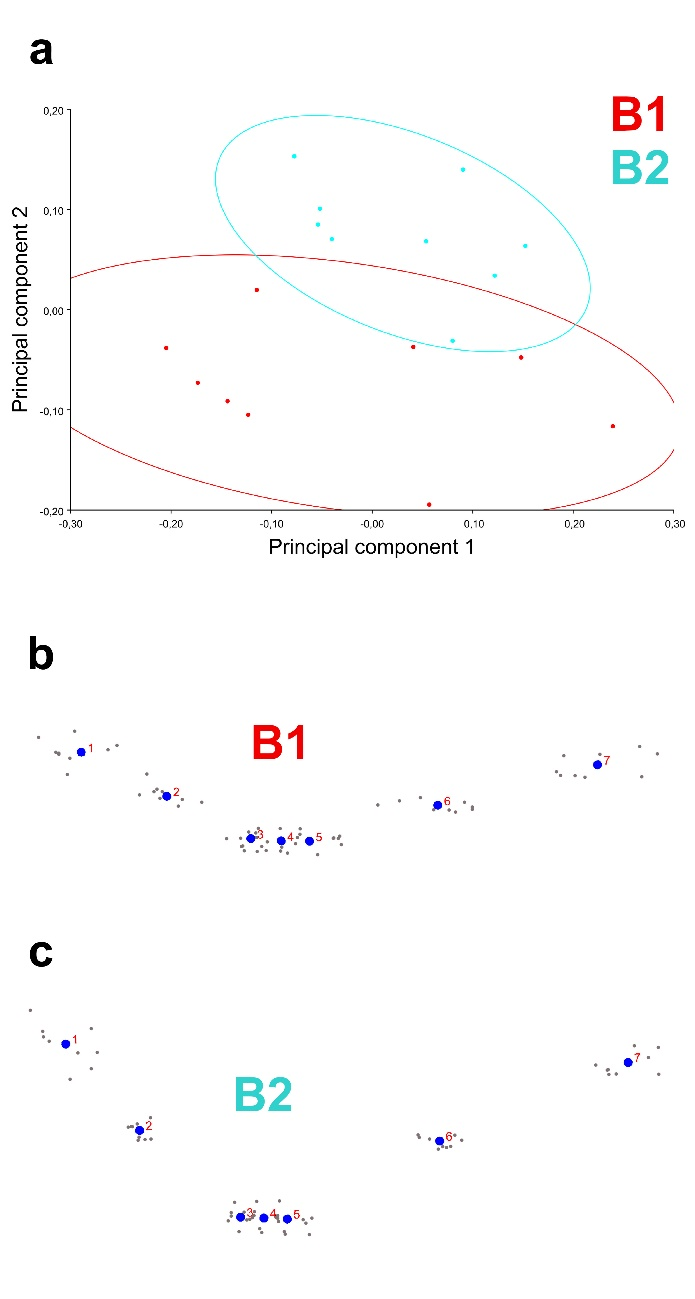 a
B1
B2
0,20
0,10
0,00
-0,10
-0,20
Principal component 2
-0,30 -0,20 -0,10 -0,00 0,10 0,20 0,30
Principal component 1
b
B1
1
2
3 4 5
6
7
c
B2
1
2
3 4 5
6
7